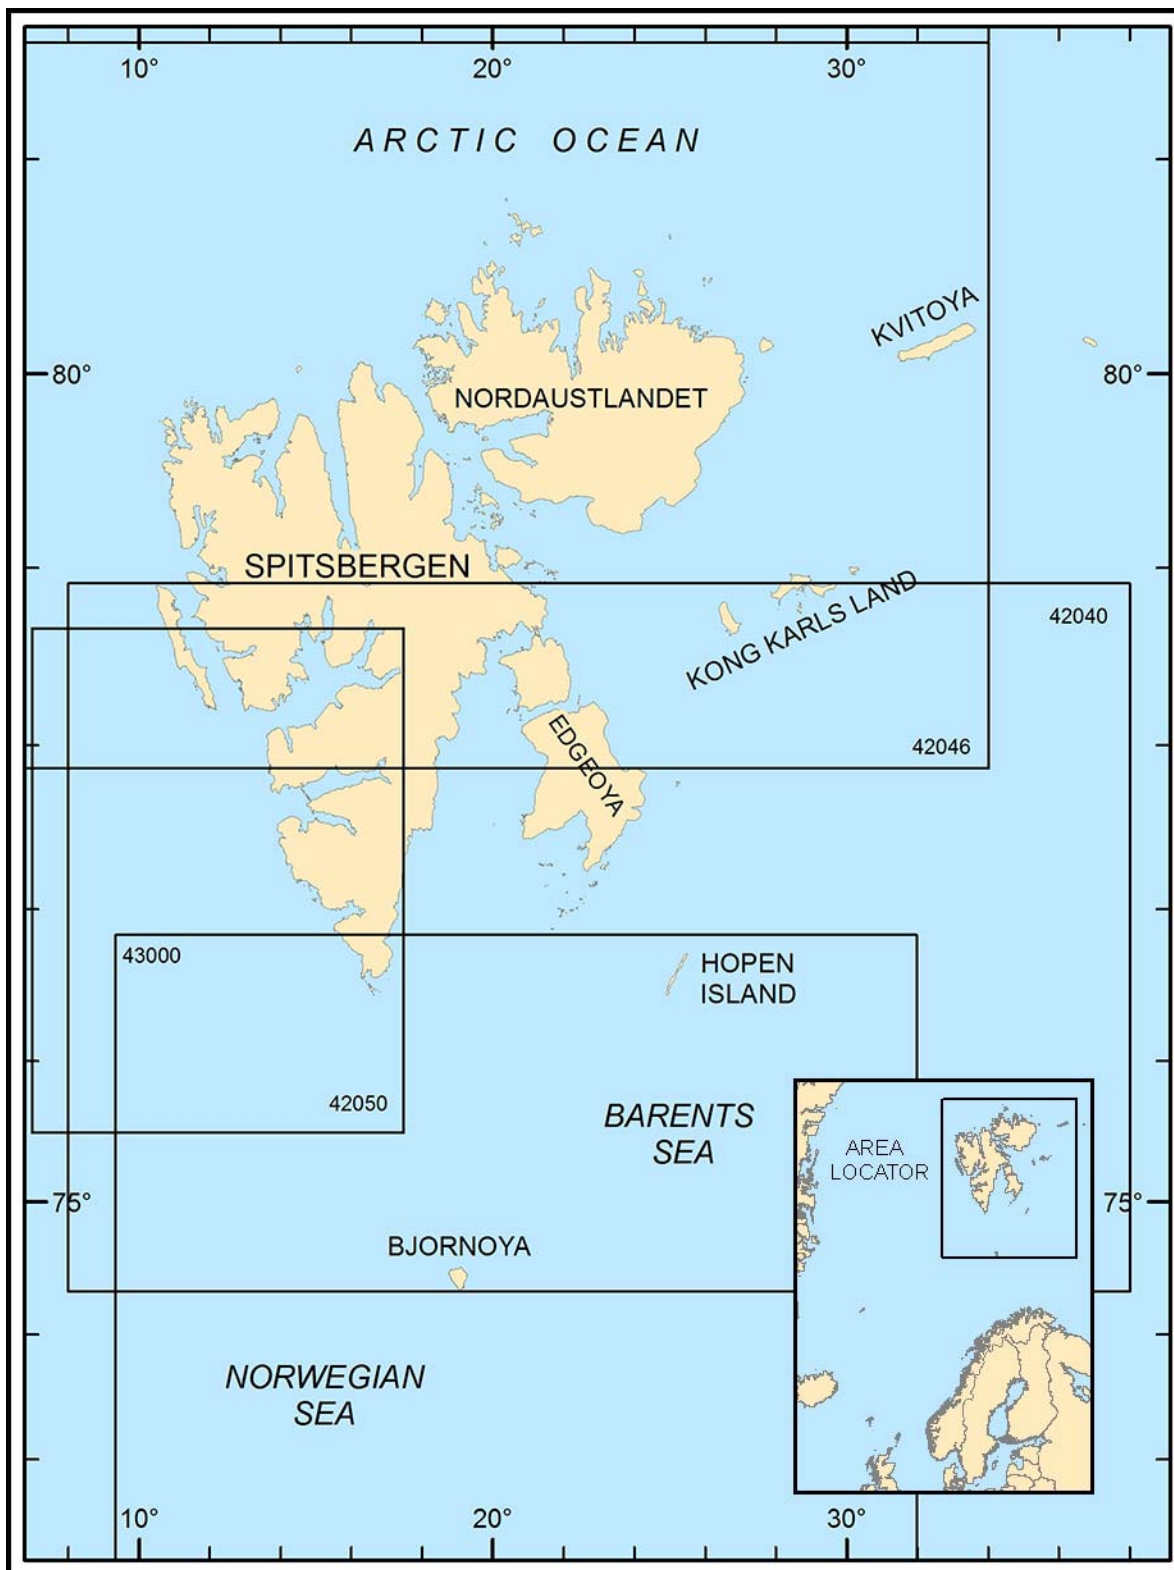 10° 20° 30°
ARCTIC OCEAN
KVITOYA
80° 80°
NORDAUSTLANDET
SPITSBERGEN
42040
KONG KARLS LAND
EDGEOYA
42046
43000
HOPEN
ISLAND
42050
BARENTS
SEA
AREA
LOCATOR
75° 75°
BJORNOYA
NORWEGIAN
SEA
10° 20° 30°